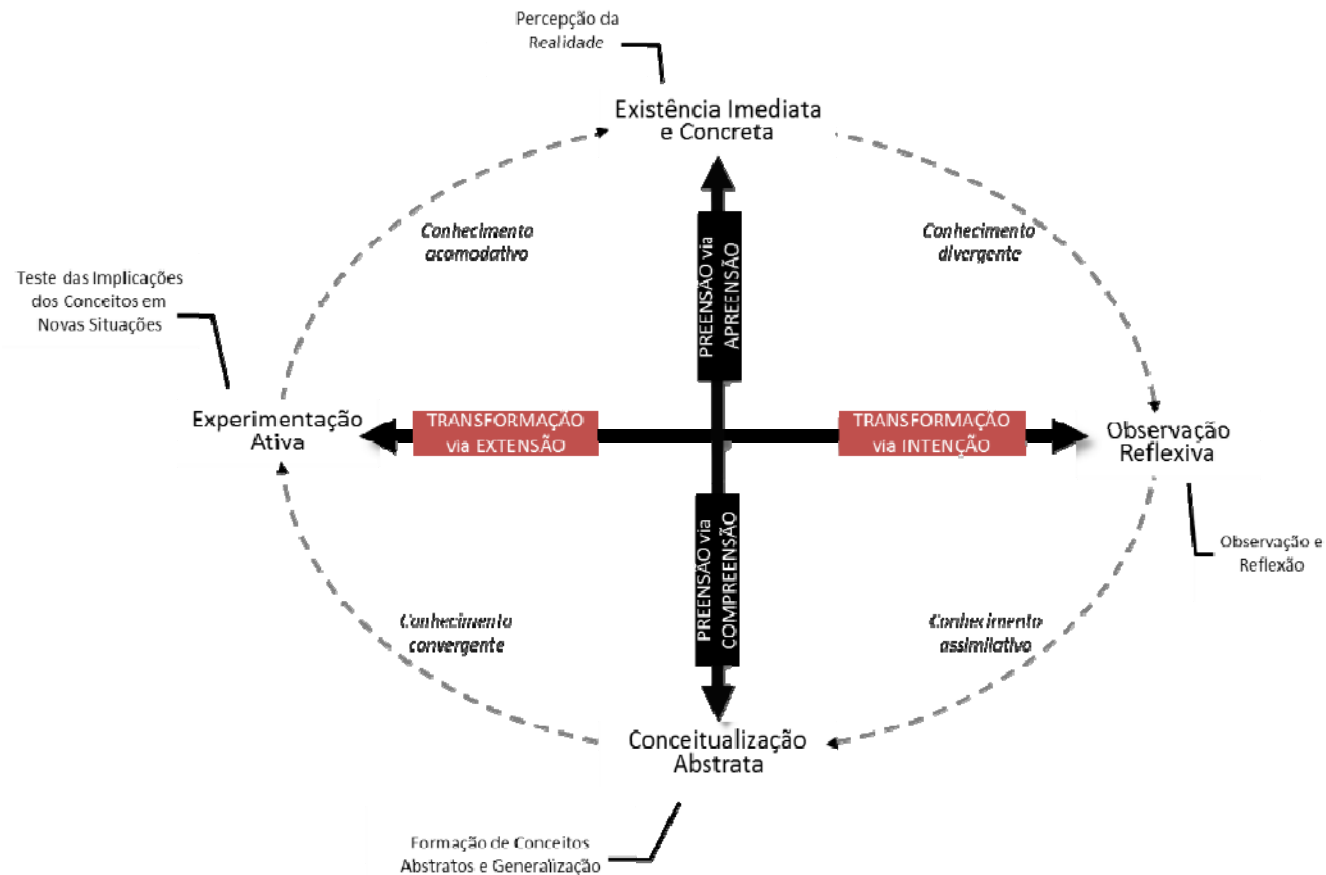 Percepção da
Realidade
Existência Imediata
e Concreta
Conhecimento
acomodativo
Conhecimento
divergente
PREENSÃO via
APREENSÃO
Teste das Implicações
dos Conceitos em
Novas Situações
Experimentação
Ativa
TRANSFORMAÇÃO
via EXTENSÃO
TRANSFORMAÇÃO
via INTENÇÃO
Observação
Reflexiva
Observação e
Reflexão
PREENSÃO via
COMPREENSÃO
Conhecimento
convergente
Conhecimento
assimilativo
Conceitualização
Abstrata
Formação de Conceitos
Abstratos e Generalização